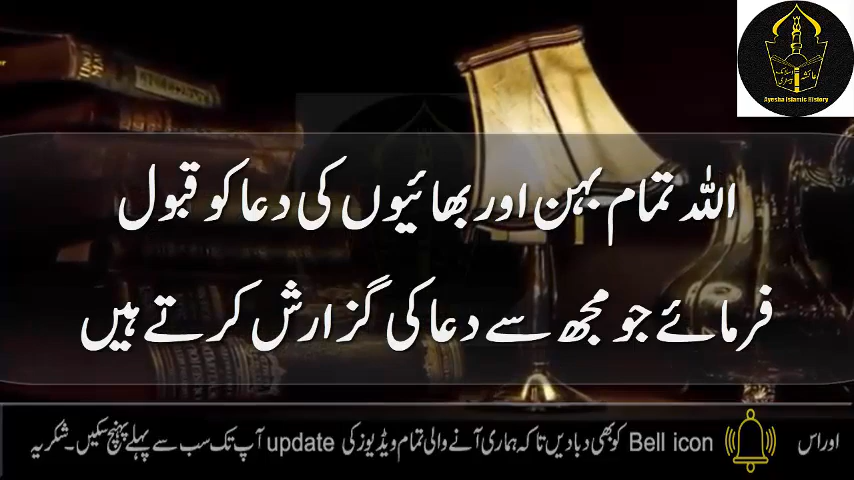 Ayesha Islamic History
اللہ تمام بہن اور بھائیوں کی دعا کو قبول
فرمائے جو مجھ سے دعا کی گزارش کرتے ہیں
اور اس Bell icon کو بھی دبا دیں تا کہ ہماری آنے والی تمام ویڈیوز کی update آپ تک سب سے پہلے پہنچ سکیں۔ شکریہ